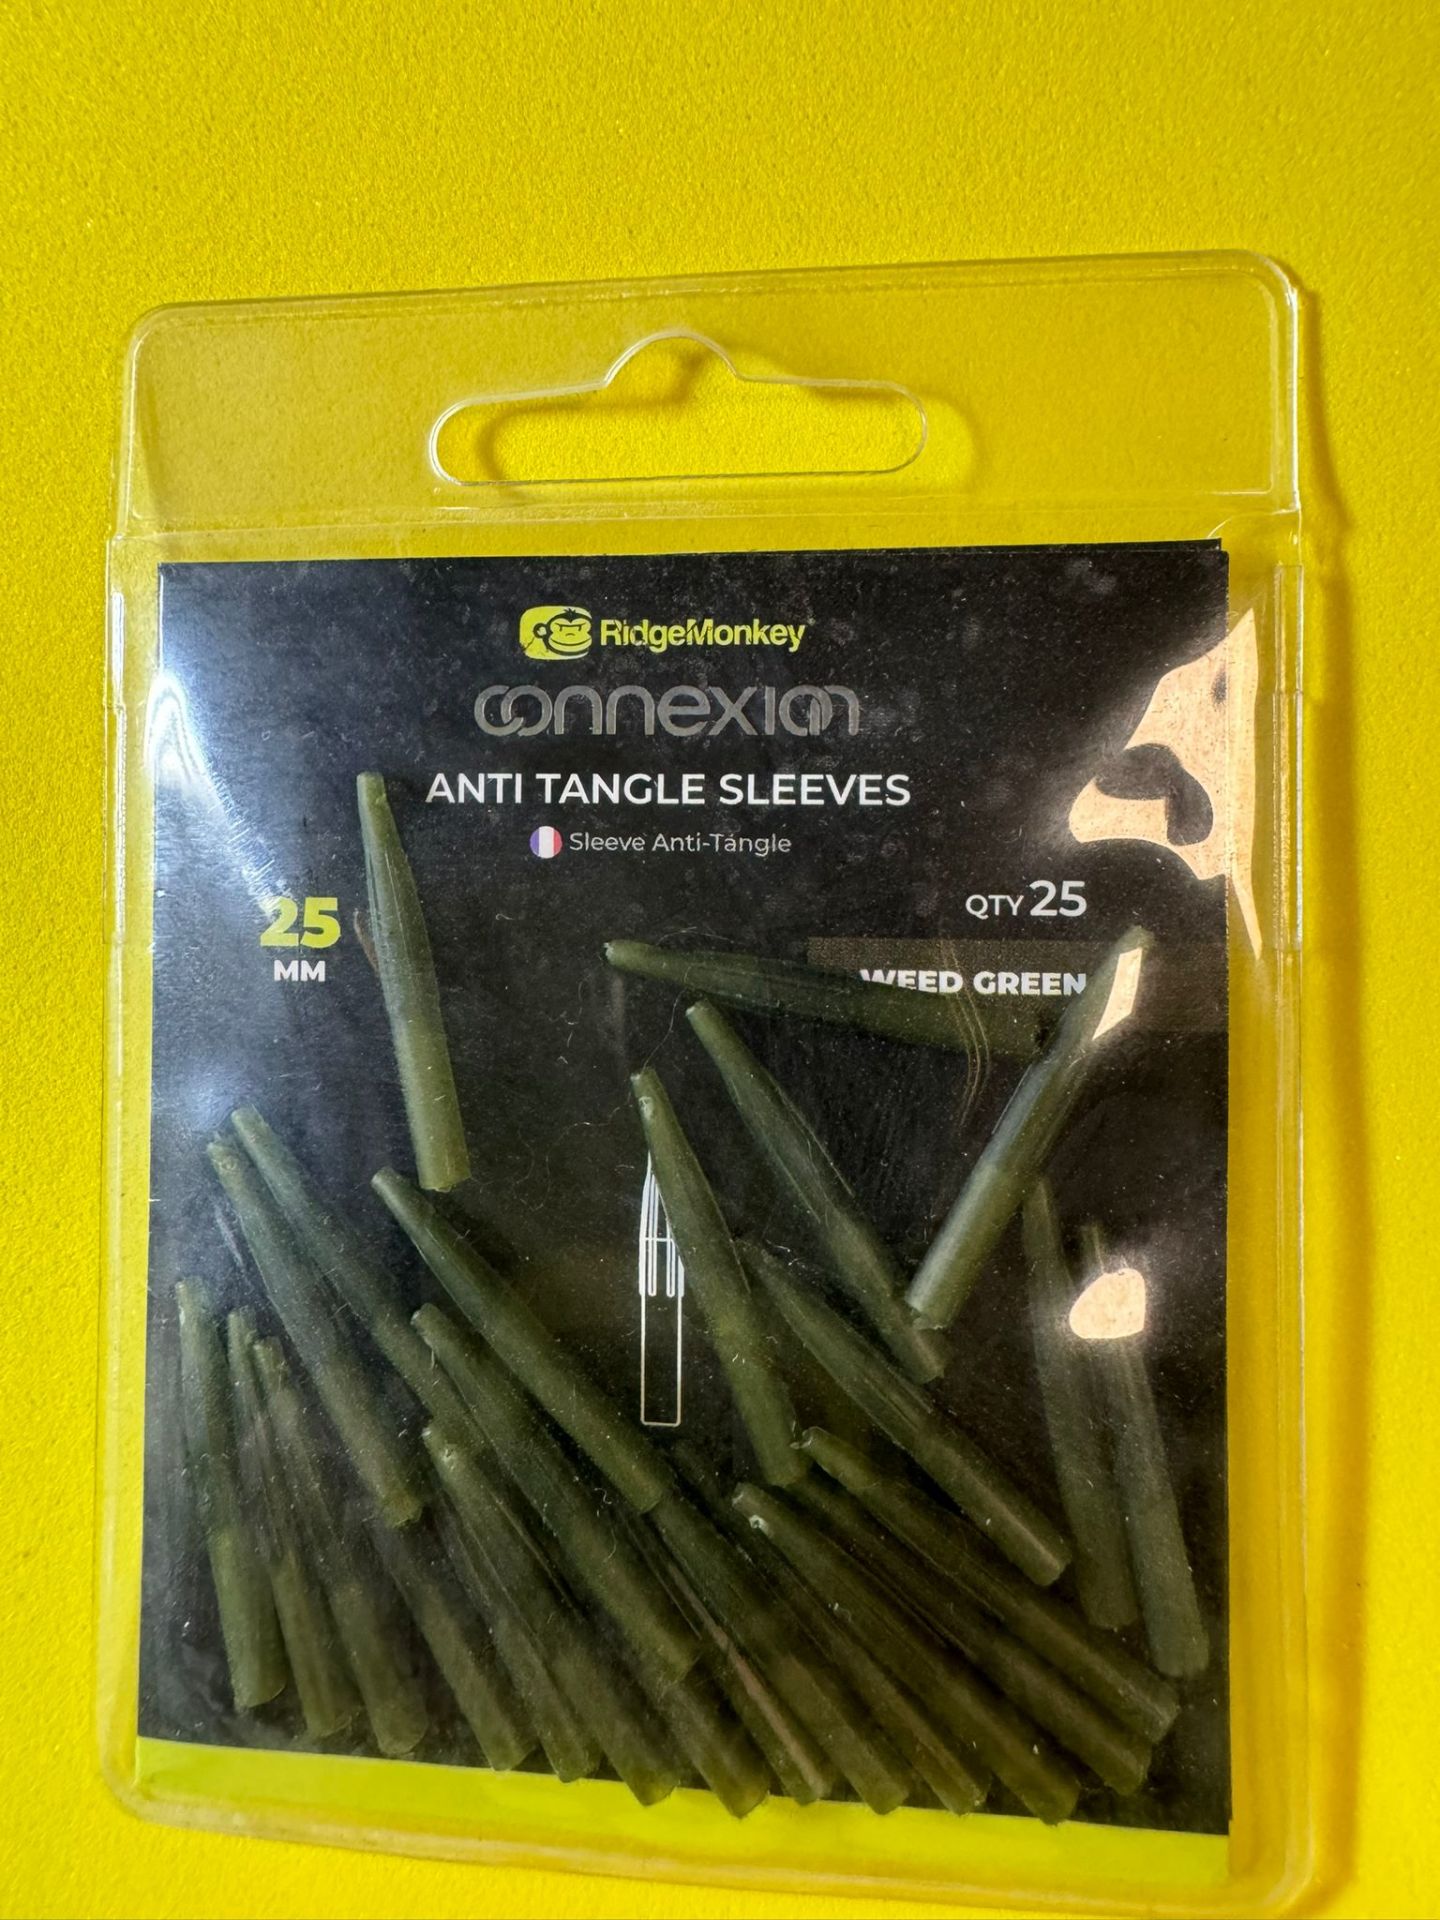 RidgeMonkey
connexion
ANTI TANGLE SLEEVES
Sleeve Anti-Tangle
25
MM
QTY 25
WEED GREEN